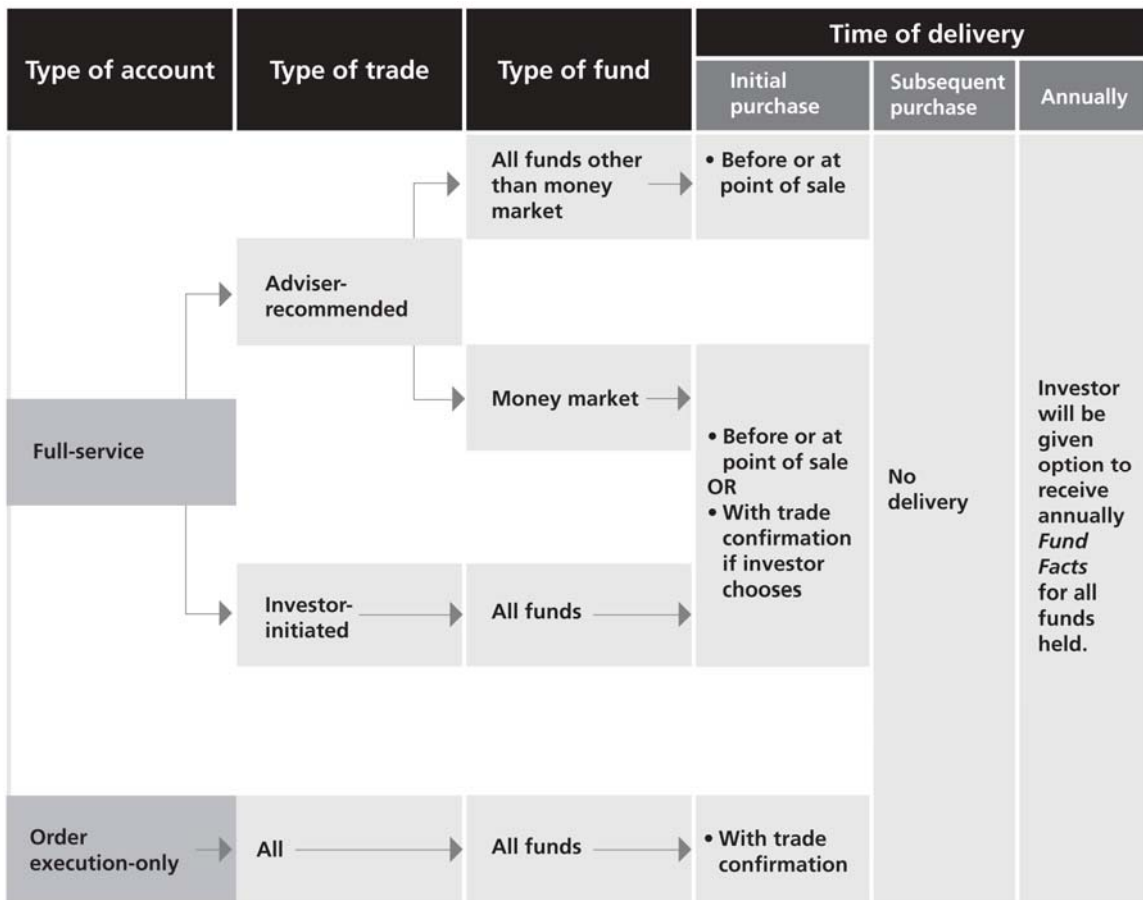 Type of account
Type of trade
Type of fund
Time of delivery
Initial
purchase
Subsequent
purchase
Annually
All funds other
than money
market
• Before or at
point of sale
Adviser-
recommended
Money market
Full-service
• Before or at
point of sale
OR
• With trade
confirmation
if investor
chooses
No
delivery
Investor
will be
given
option to
receive
annually
Fund
Facts
for all
funds
held.
Investor-
initiated
All funds
Order
execution-only
All
All funds
• With trade
confirmation